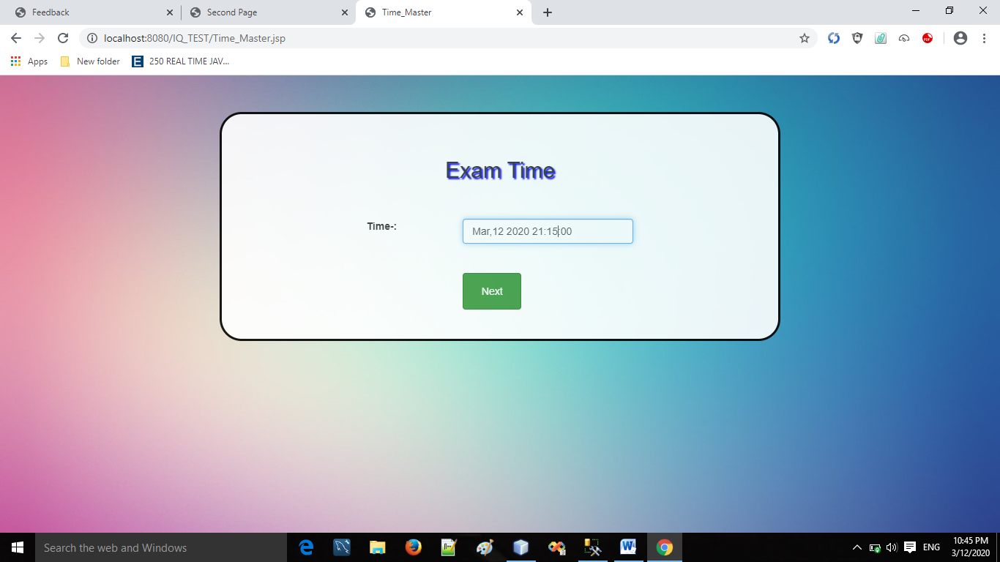 Feedback
Second Page
Time_Master
localhost:8080/IQ_TEST/Time_Master.jsp
PDF
Apps
New folder
E
250 REAL TIME JAV...
Exam Time
Time-:
Mar,12 2020 21:15:00
Next
Search the web and Windows
ENG
10:45 PM
3/12/2020